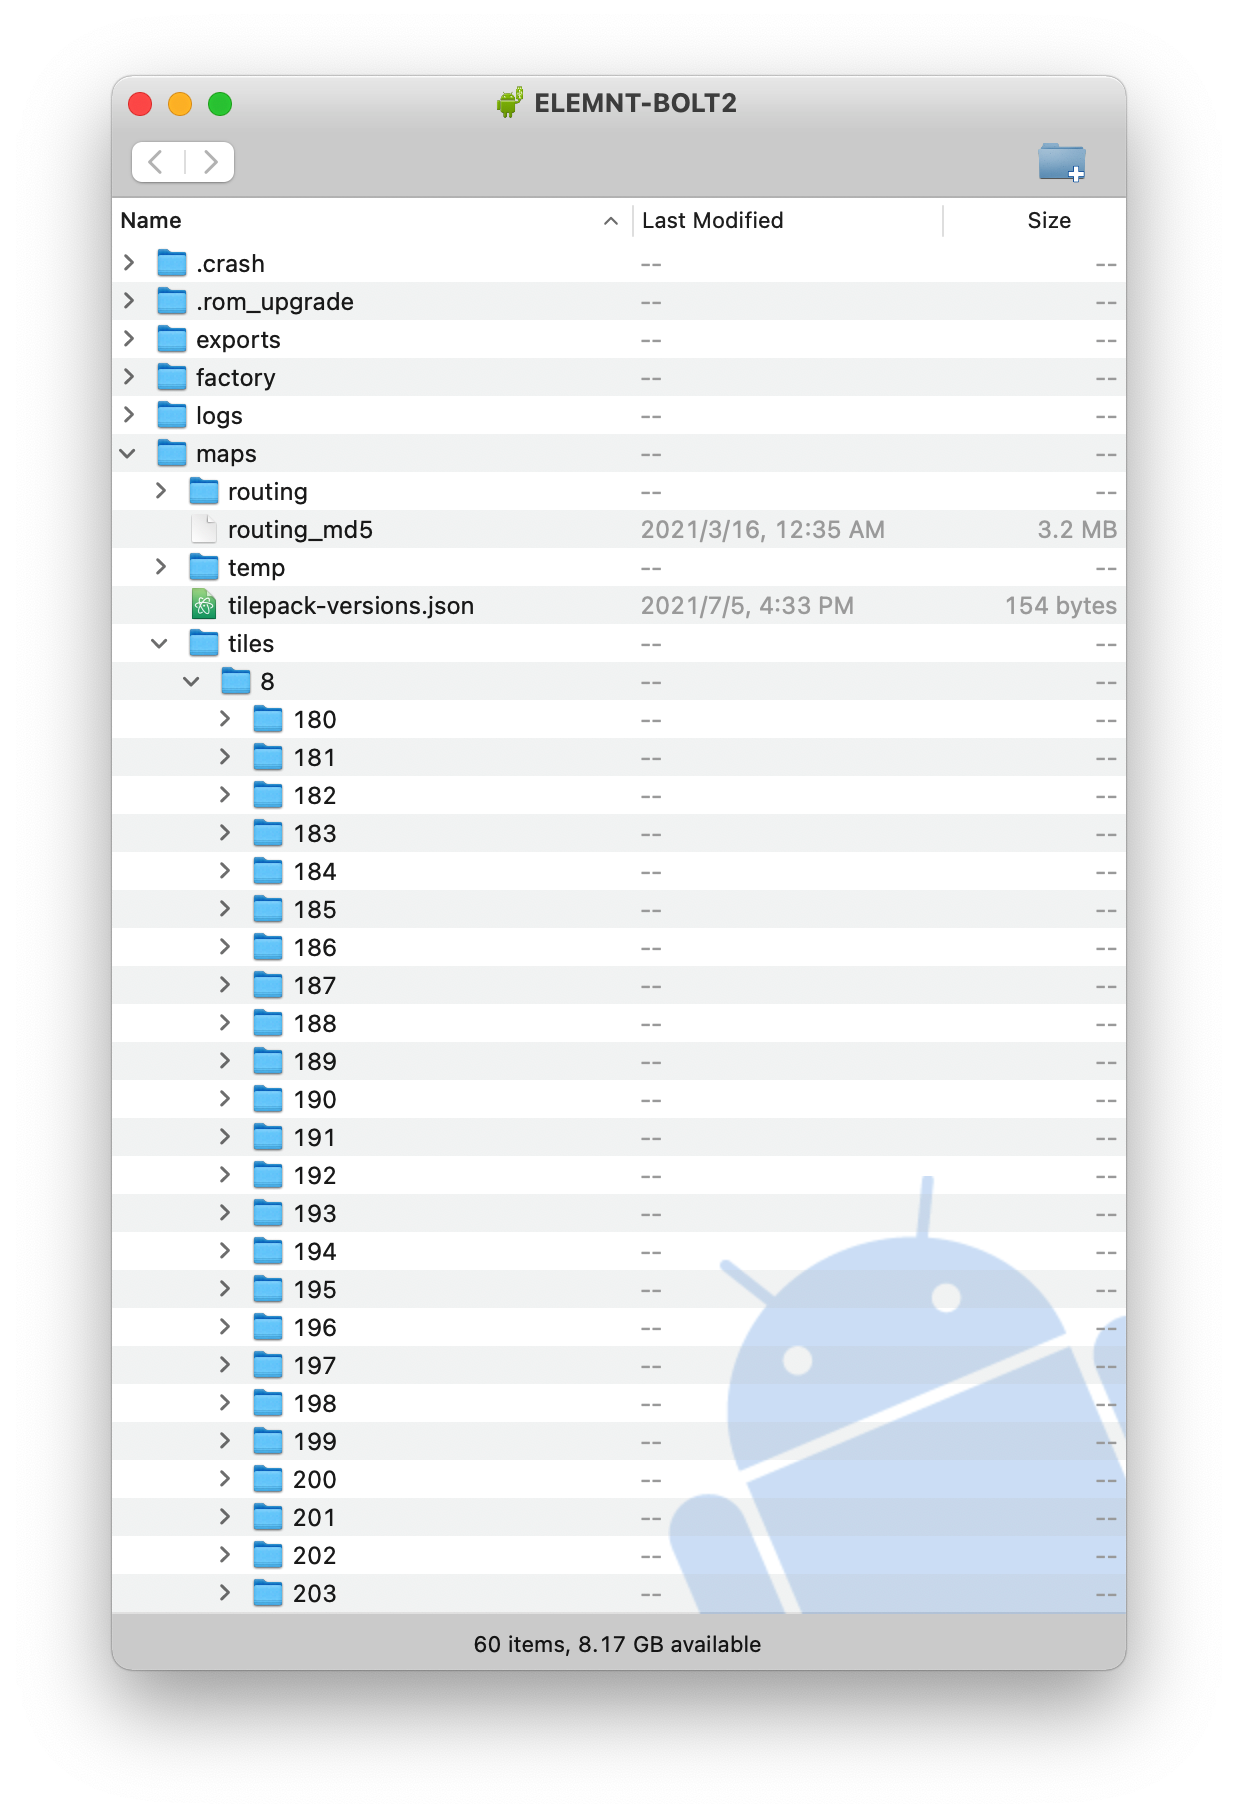 ELEMNT-BOLT2
Name Last Modified Size
.crash -- --
.rom_upgrade -- --
exports -- --
factory -- --
logs -- --
maps -- --
routing -- --
routing_md5 2021/3/16, 12:35 AM 3.2 MB
temp -- --
tilepack-versions.json 2021/7/5, 4:33 PM 154 bytes
tiles -- --
8 -- --
180 -- --
181 -- --
182 -- --
183 -- --
184 -- --
185 -- --
186 -- --
187 -- --
188 -- --
189 -- --
190 -- --
191 -- --
192 -- --
193 -- --
194 -- --
195 -- --
196 -- --
197 -- --
198 -- --
199 -- --
200 -- --
201 -- --
202 -- --
203 -- --
60 items, 8.17 GB available